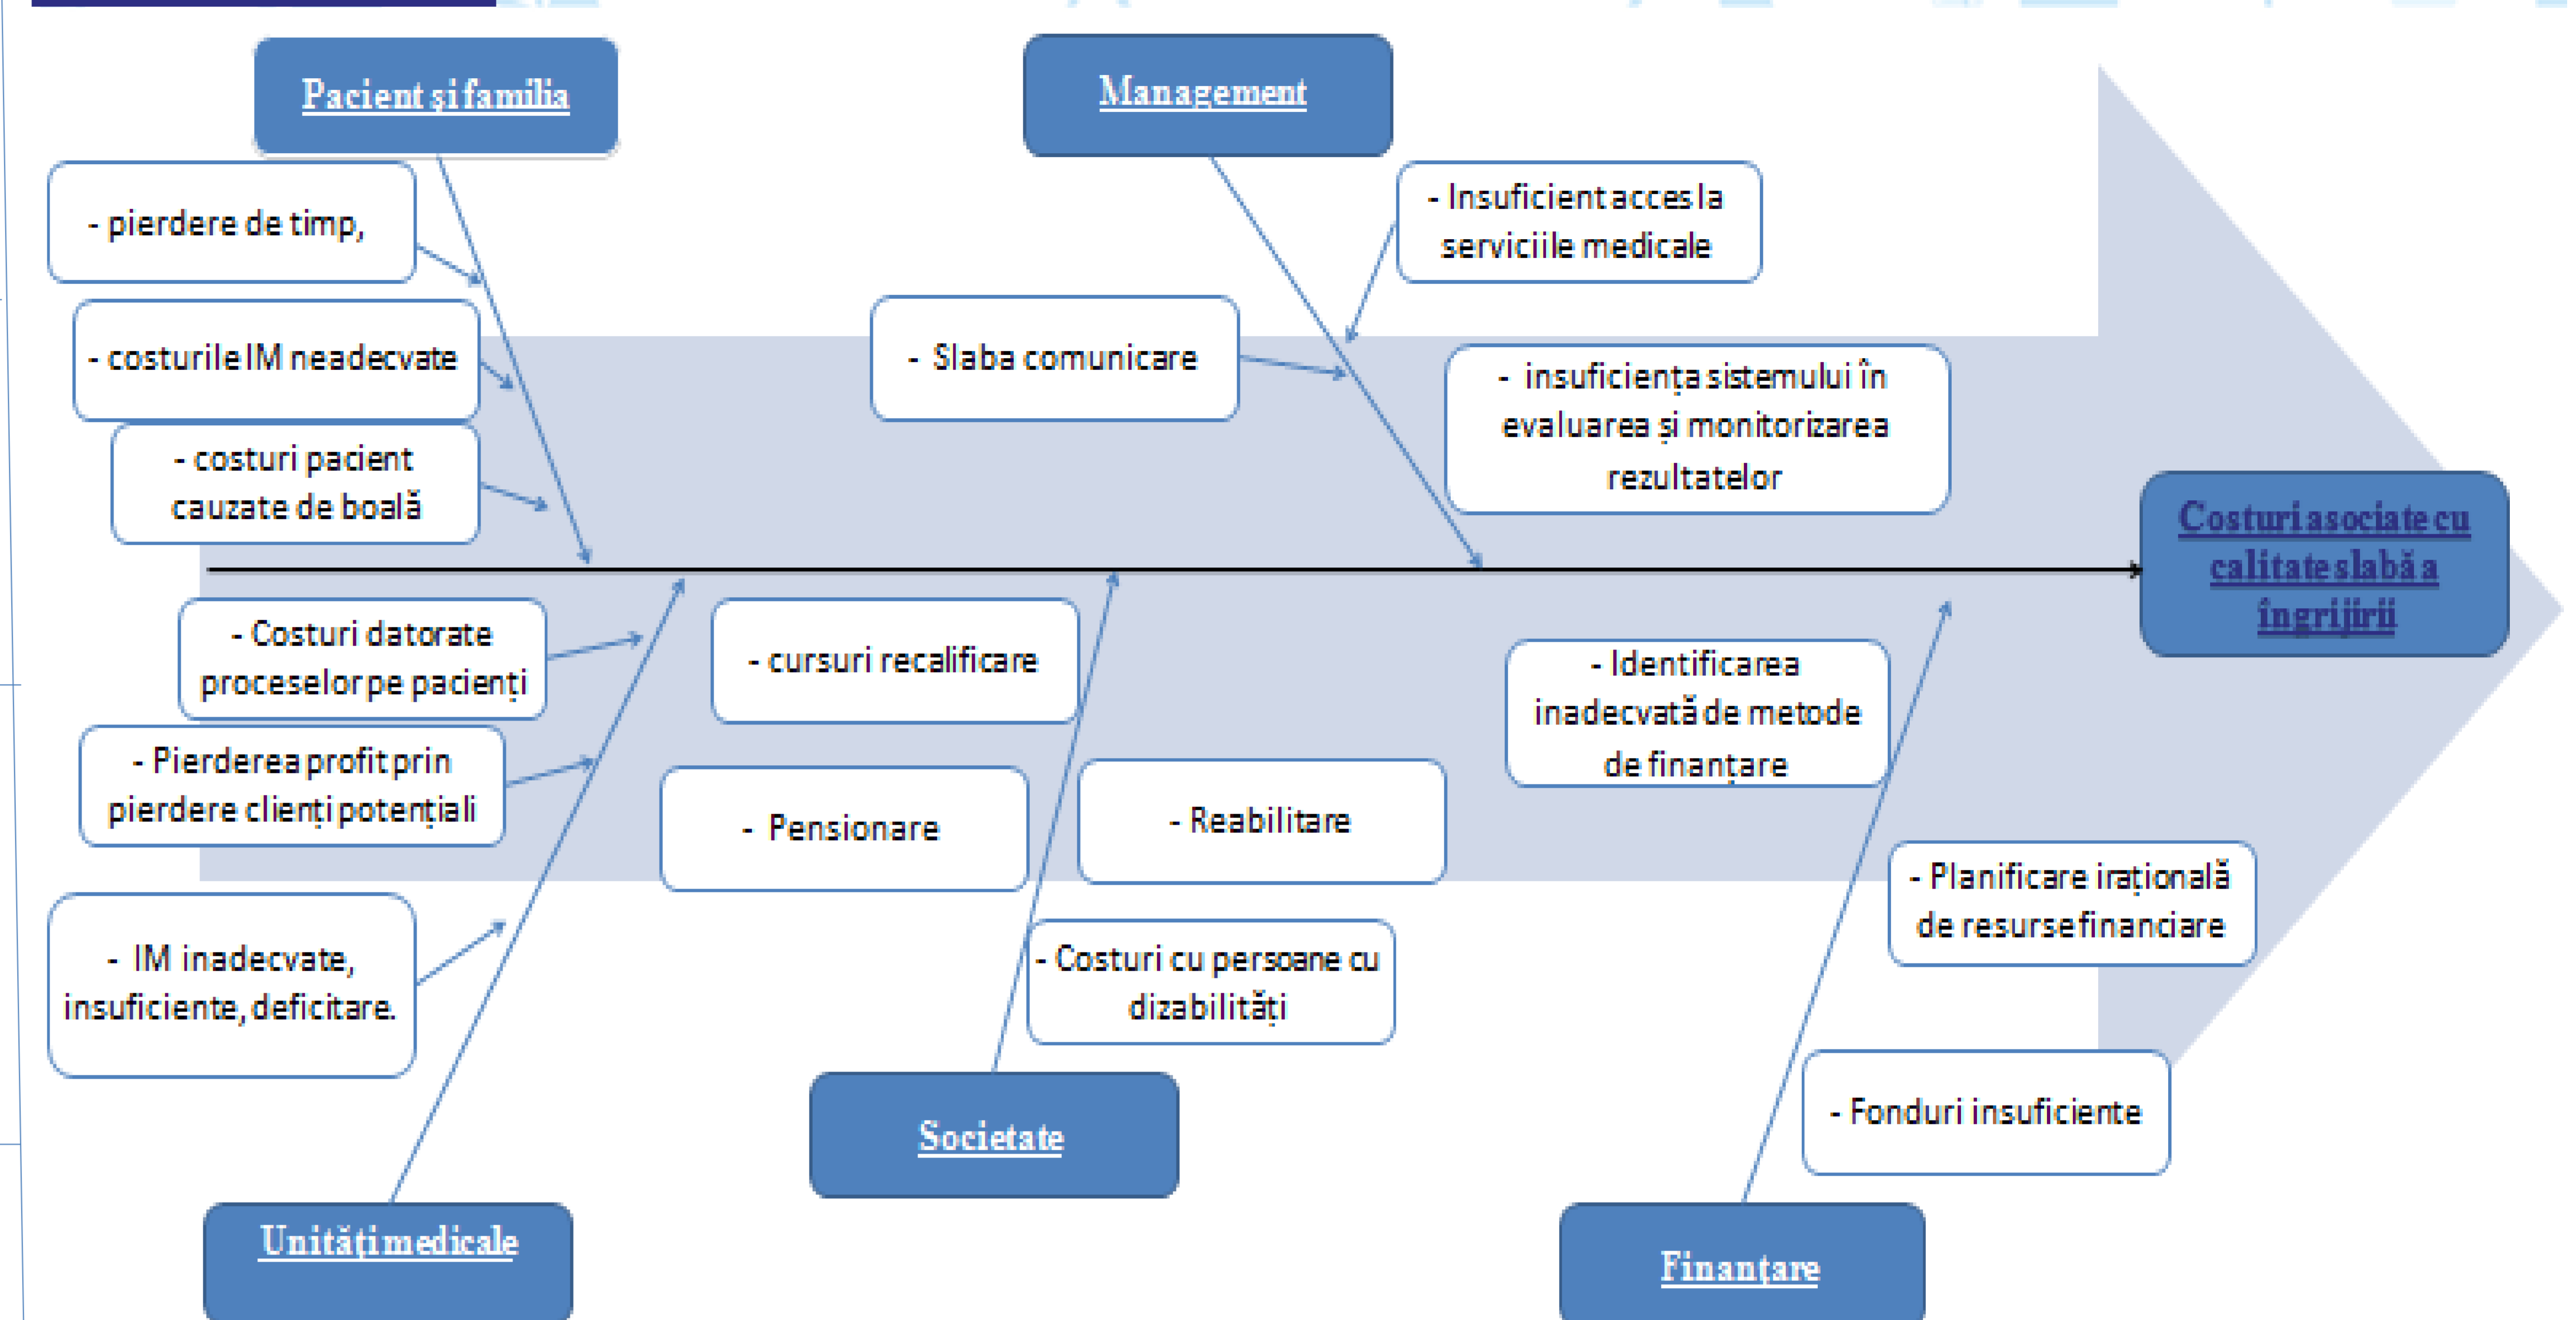 Pacient și familia
Management
- pierdere de timp,
- Insuficient acces la
serviciile medicale
- costurile IM neadecvate
- Slaba comunicare
- insuficiența sistemului în
evaluarea și monitorizarea
rezultatelor
- costuri pacient
cauzate de boală
Costuri asociate cu
calitate slabă a
îngrijirii
- Costuri datorate
proceselor pe pacienți
- cursuri recalificare
- Identificarea
inadecvată de metode
de finanțare
- Pierderea profit prin
pierdere clienți potențiali
- Pensionare
- Reabilitare
- Planificare irațională
de resurse financiare
- IM inadecvate,
insuficiente, deficitare.
- Costuri cu persoane cu
dizabilități
- Fonduri insuficiente
Societate
Unități medicale
Finanțare